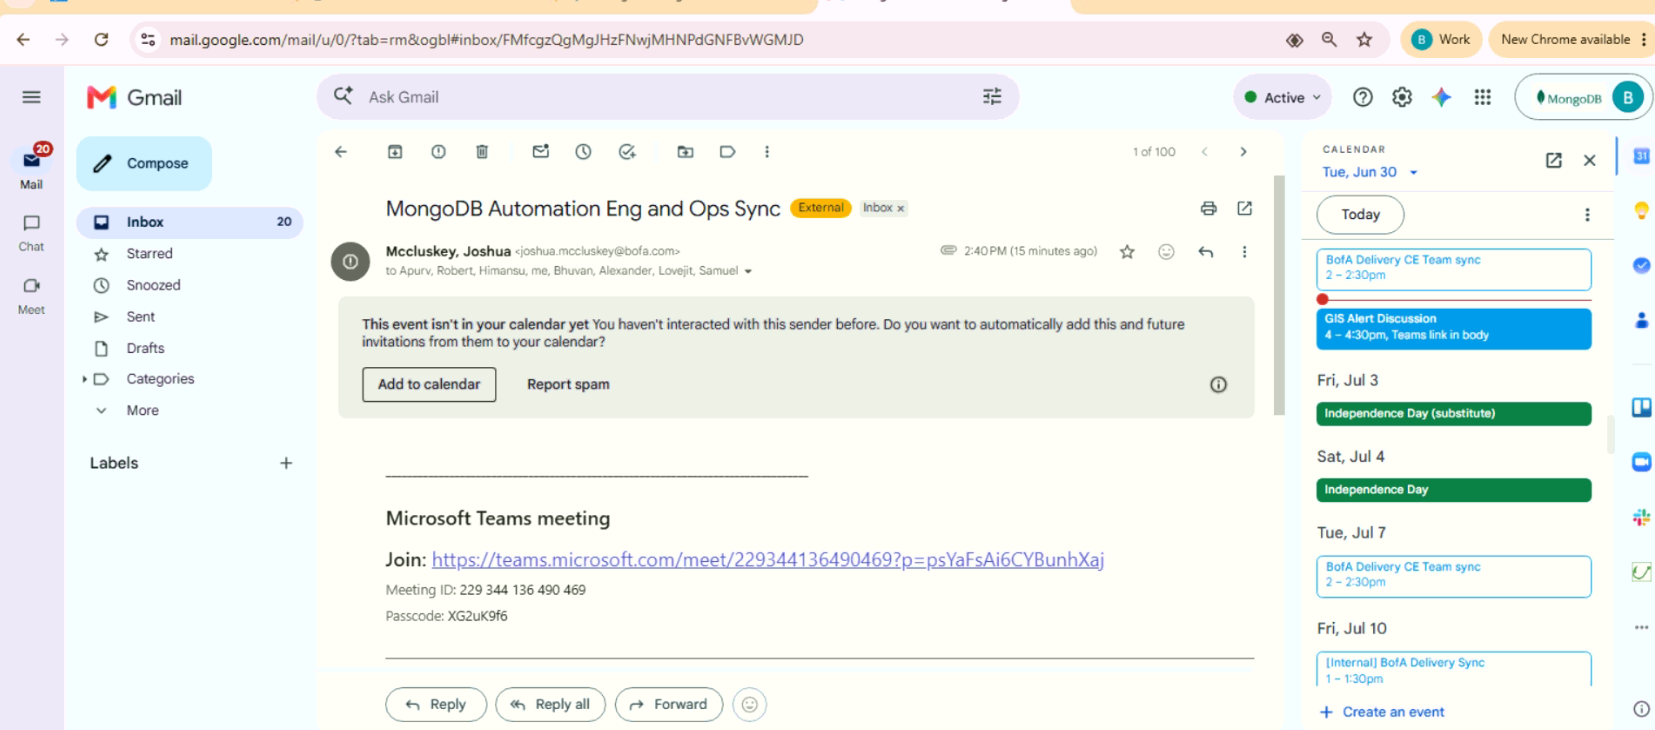 mail.google.com/mail/u/0/?tab=rm&ogbl#inbox/FMfcgzQgMgJHzFNwjMHNPdGNFBvWGMJD
B Work
New Chrome available
Gmail
Ask Gmail
Active
MongoDB B
20
Mail
Chat
Meet
Compose
Inbox 20
Starred
Snoozed
Sent
Drafts
Categories
More
Labels
1 of 100
MongoDB Automation Eng and Ops Sync External Inbox x
Mccluskey, Joshua <joshua.mccluskey@bofa.com>
2:40 PM (15 minutes ago)
to Apurv, Robert, Himansu, me, Bhuvan, Alexander, Lovejit, Samuel
This event isn't in your calendar yet You haven't interacted with this sender before. Do you want to automatically add this and future
invitations from them to your calendar?
Add to calendar
Report spam
Microsoft Teams meeting
Join: https://teams.microsoft.com/meet/229344136490469?p=psYaFsAi6CYBunhXaj
Meeting ID: 229 344 136 490 469
Passcode: XG2uK9f6
Reply
Reply all
Forward
CALENDAR
Tue, Jun 30
Today
BofA Delivery CE Team sync
2 – 2:30pm
GIS Alert Discussion
4 – 4:30pm, Teams link in body
Fri, Jul 3
Independence Day (substitute)
Sat, Jul 4
Independence Day
Tue, Jul 7
BofA Delivery CE Team sync
2 – 2:30pm
Fri, Jul 10
[Internal] BofA Delivery Sync
1 – 1:30pm
+ Create an event
31